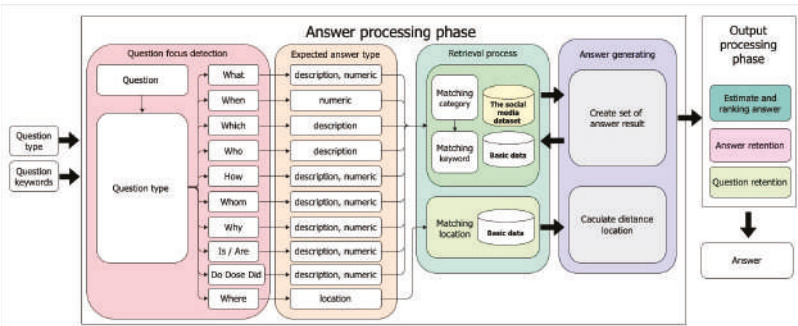 Answer processing phase
Question focus detection
Expected answer type
Retrieval process
Answer generating
Output
processing
phase
Question
type
Question
keywords
Question
Question type
What
When
Which
Who
How
Whom
Why
Is / Are
Do Dose Did
Where
description, numeric
numeric
description
description
description, numeric
description, numeric
description, numeric
description, numeric
description, numeric
location
Matching
category
Matching
keyword
The social
media
dataset
Basic data
Matching
location
Basic data
Create set of
answer result
Caculate distance
location
Estimate and
ranking answer
Answer retention
Question retention
Answer